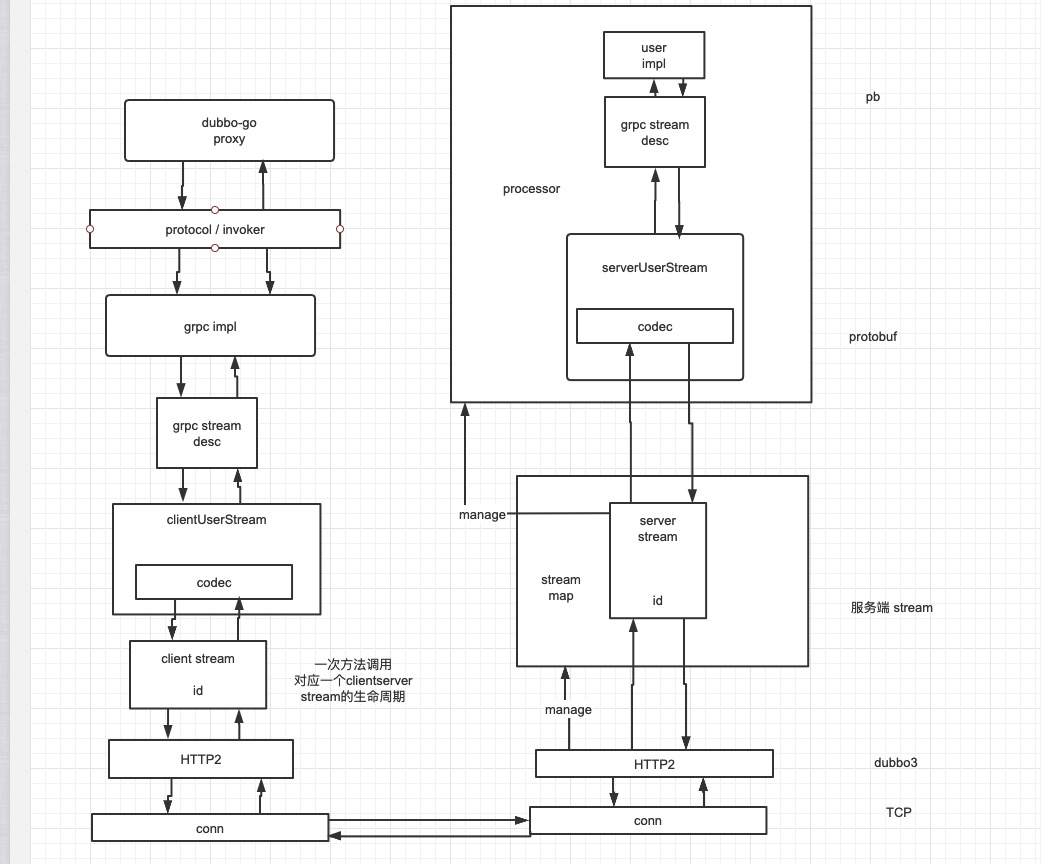 dubbo-go
proxy
protocol / invoker
grpc impl
grpc stream
desc
clientUserStream
codec
client stream
id
一次方法调用
对应一个clientserver
stream的生命周期
HTTP2
conn
user
impl
grpc stream
desc
processor
serverUserStream
codec
manage
server
stream
stream
map
id
manage
HTTP2
conn
pb
protobuf
服务端 stream
dubbo3
TCP